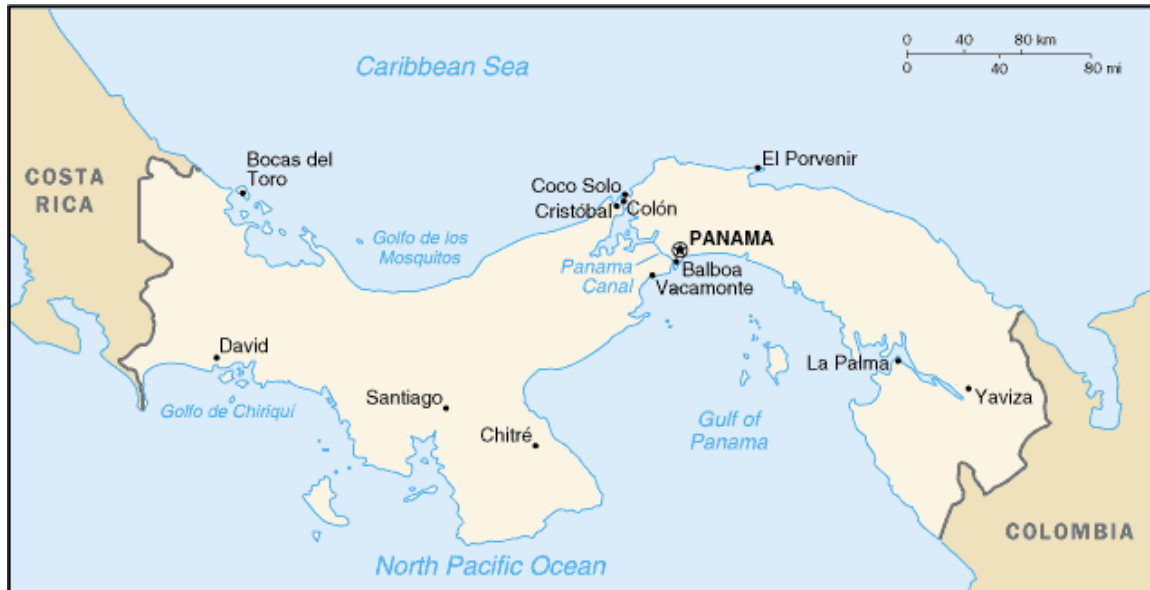 0 40 80 km
0 40 80 mi
Caribbean Sea
El Porvenir
Bocas del
Toro
COSTA
RICA
Coco Solo
Cristóbal
Colón
Golfo de los
Mosquitos
PANAMA
Panama
Canal
Balboa
Vacamonte
David
La Palma
Santiago
Yaviza
Golfo de Chiriquí
Gulf of
Panama
Chitré
COLOMBIA
North Pacific Ocean